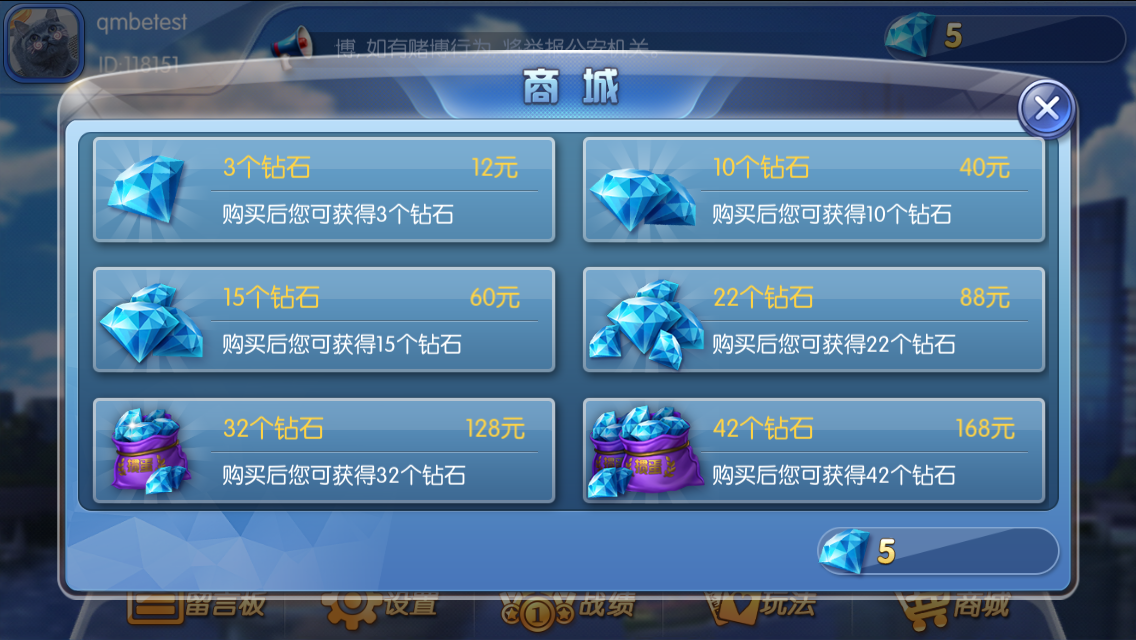 qmbetest
ID:118151
博,如有赌博行为,将举报公安机关。
5
商城
3个钻石 12元
购买后您可获得3个钻石
10个钻石 40元
购买后您可获得10个钻石
15个钻石 60元
购买后您可获得15个钻石
22个钻石 88元
购买后您可获得22个钻石
32个钻石 128元
购买后您可获得32个钻石
42个钻石 168元
购买后您可获得42个钻石
5
留言板 设置 1 战绩 玩法 商城